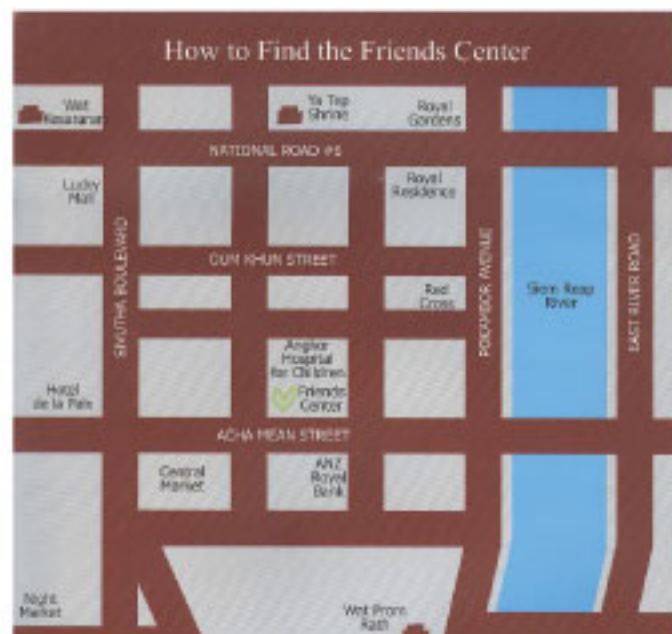 How to Find the Friends Center
Wat
Ya Tep
Shrine
Royal
Gardens
NATIONAL ROAD #6
Lucky
Mall
Royal
Residence
SIVUTHA BOULEVARD
OUM KHUN STREET
POKAMBOR AVENUE
EAST RIVER ROAD
Red
Cross
Siem Reap
River
Angkor
Hospital
for Children
Friends
Center
Hotel
de la Paix
ACHA MEAN STREET
Central
Market
ANZ
Royal
Bank
Night
Market
Wat Prom
Rath